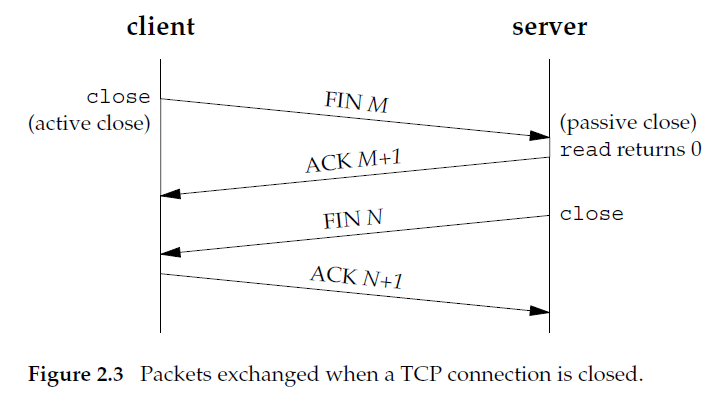 client
server
close
(active close)
FIN M
(passive close)
read returns 0
ACK M+1
FIN N
close
ACK N+1
Figure 2.3 Packets exchanged when a TCP connection is closed.